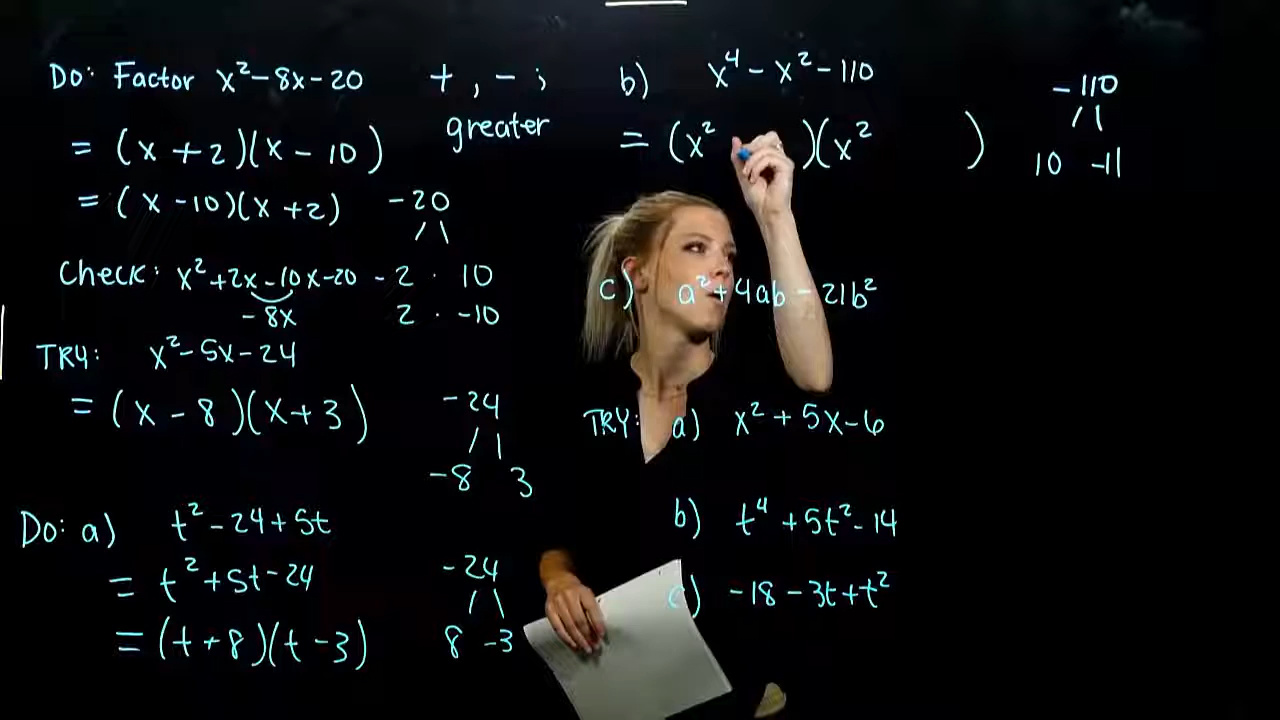 Do: Factor x²-8x-20 +, - ;
greater
= (x+2)(x-10)
= (x-10)(x+2)
-20
-2 · 10
2 · -10
Check: x²+2x-10x-20
-8x
TRY: x²-5x-24
= (x-8)(x+3)
-24
-8 3
Do: a) t²-24+5t
= t²+5t-24
= (t+8)(t-3)
-24
8 -3
b) x⁴-x²-110
= (x² )(x² )
-110
10 -11
c) a²+4ab-21b²
TRY: a) x²+5x-6
b) t⁴+5t²-14
c) -18-3t+t²